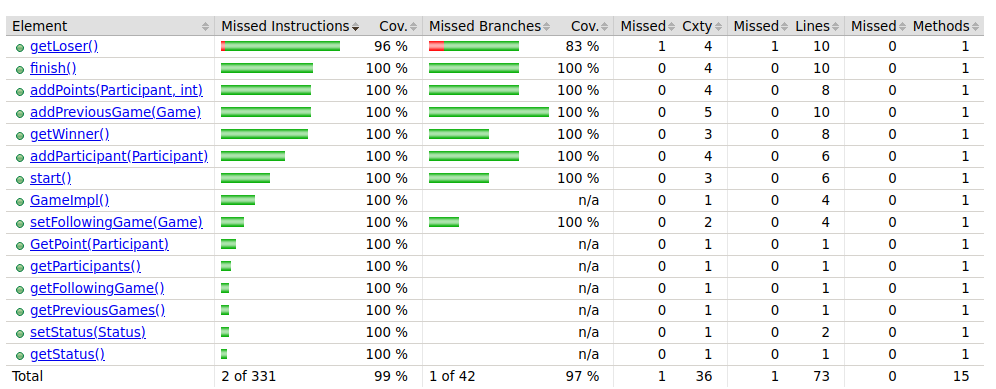 Element Missed Instructions Cov. Missed Branches Cov. Missed Cxty Missed Lines Missed Methods
getLoser() 96 % 83 % 1 4 1 10 0 1
finish() 100 % 100 % 0 4 0 10 0 1
addPoints(Participant, int) 100 % 100 % 0 4 0 8 0 1
addPreviousGame(Game) 100 % 100 % 0 5 0 10 0 1
getWinner() 100 % 100 % 0 3 0 8 0 1
addParticipant(Participant) 100 % 100 % 0 4 0 6 0 1
start() 100 % 100 % 0 3 0 6 0 1
GameImpl() 100 % n/a 0 1 0 4 0 1
setFollowingGame(Game) 100 % 100 % 0 2 0 4 0 1
GetPoint(Participant) 100 % n/a 0 1 0 1 0 1
getParticipants() 100 % n/a 0 1 0 1 0 1
getFollowingGame() 100 % n/a 0 1 0 1 0 1
getPreviousGames() 100 % n/a 0 1 0 1 0 1
setStatus(Status) 100 % n/a 0 1 0 2 0 1
getStatus() 100 % n/a 0 1 0 1 0 1
Total 2 of 331 99 % 1 of 42 97 % 1 36 1 73 0 15